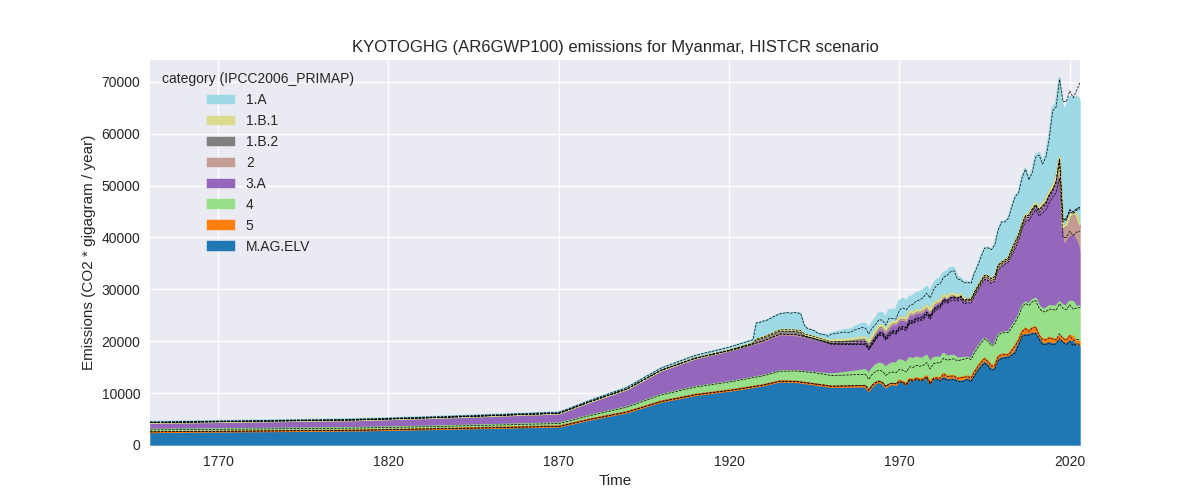 KYOTOGHG (AR6GWP100) emissions for Myanmar, HISTCR scenario
category (IPCC2006_PRIMAP)
1.A
1.B.1
1.B.2
2
3.A
4
5
M.AG.ELV
Emissions (CO2 * gigagram / year)
70000
60000
50000
40000
30000
20000
10000
0
1770
1820
1870
1920
1970
2020
Time